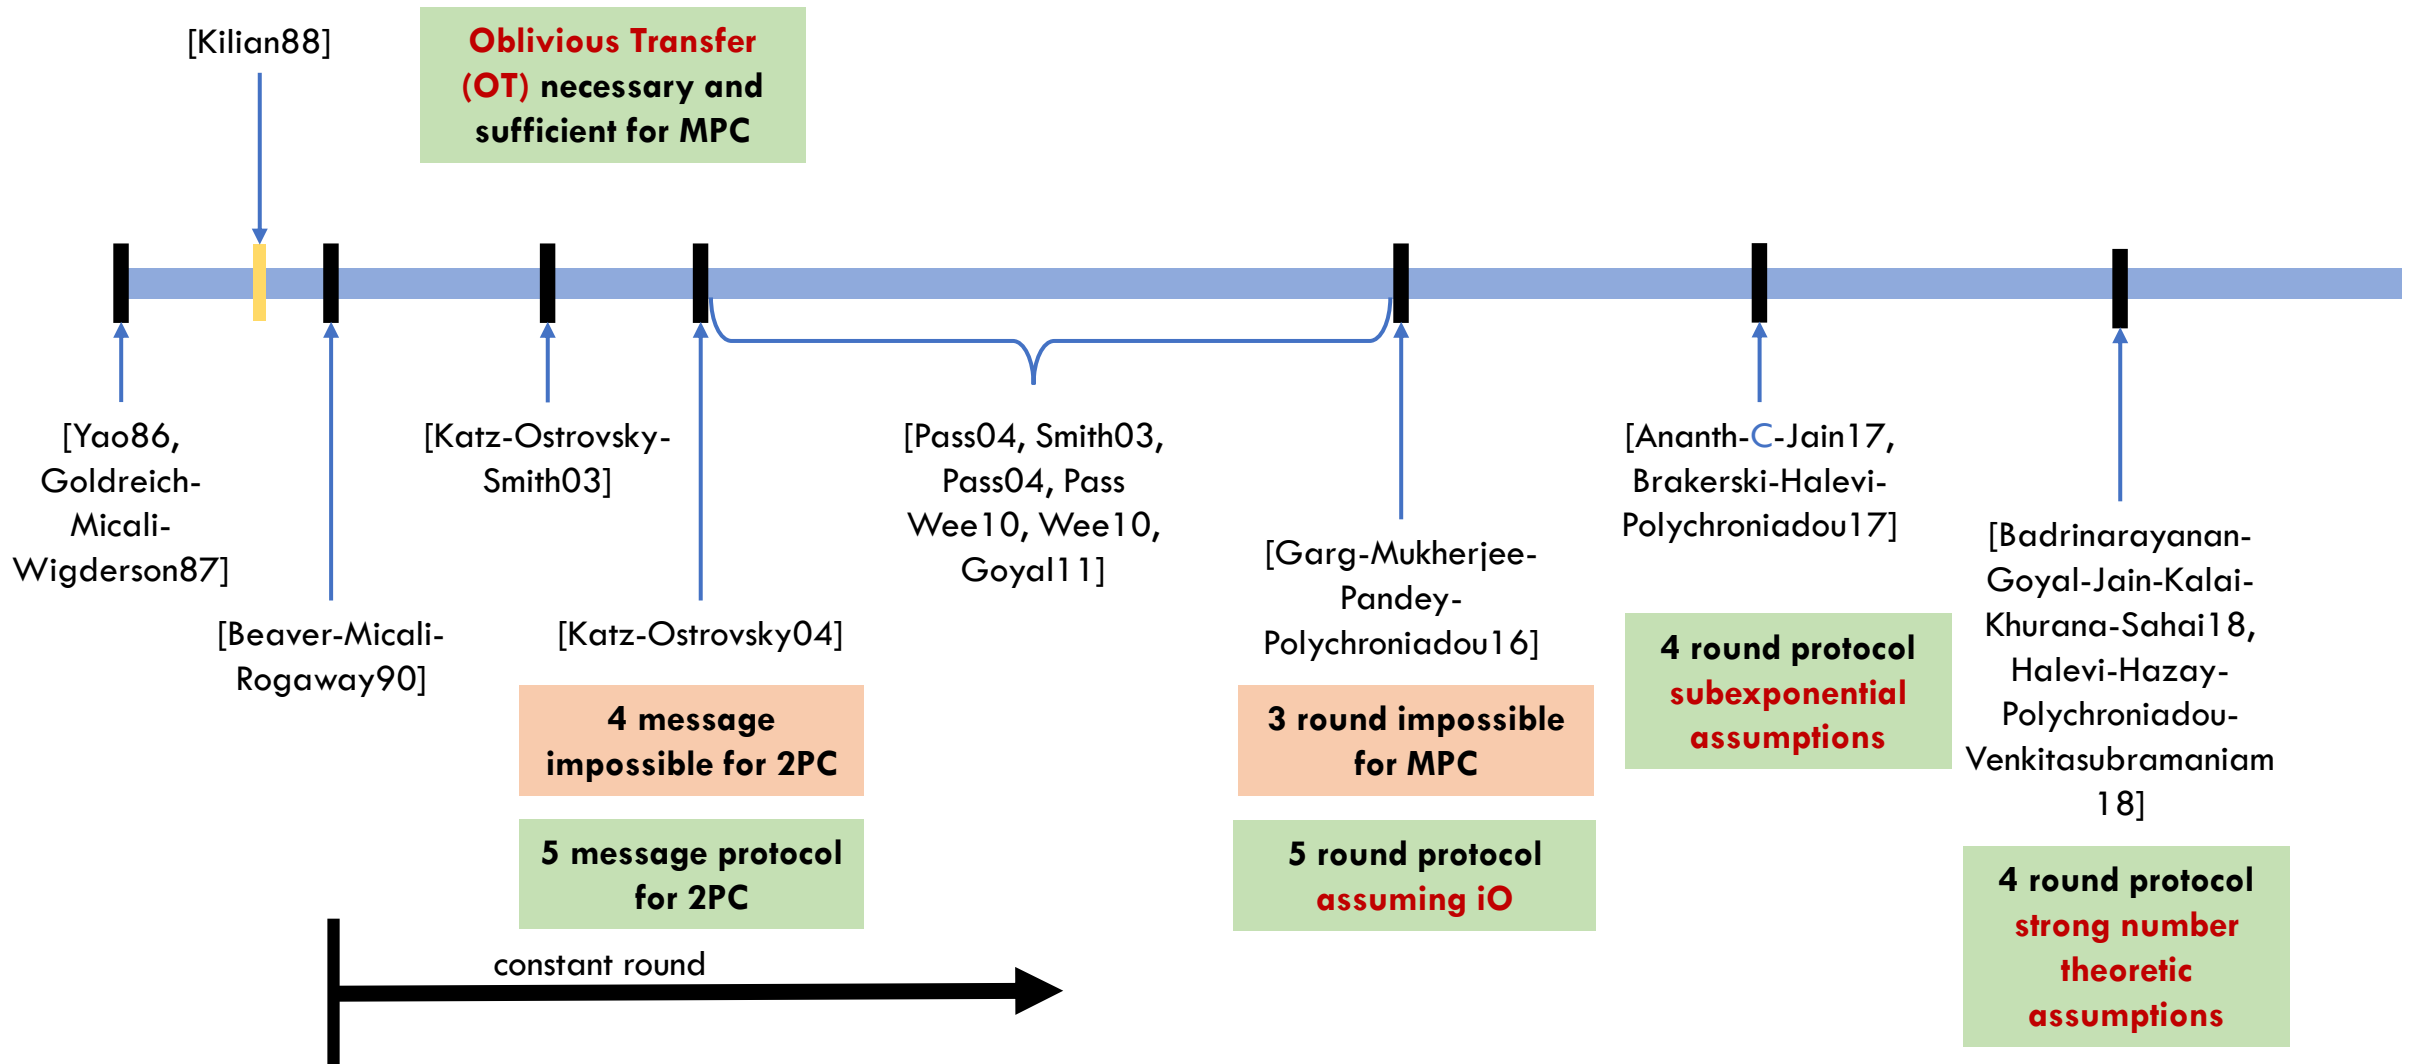 [Kilian88]
Oblivious Transfer
(OT) necessary and
sufficient for MPC
[Yao86,
Goldreich-
Micali-
Wigderson87]
[Beaver-Micali-
Rogaway90]
[Katz-Ostrovsky-
Smith03]
[Katz-Ostrovsky04]
4 message
impossible for 2PC
5 message protocol
for 2PC
constant round
[Pass04, Smith03,
Pass04, Pass
Wee10, Wee10,
Goyal11]
[Garg-Mukherjee-
Pandey-
Polychroniadou16]
3 round impossible
for MPC
5 round protocol
assuming iO
[Ananth-C-Jain17,
Brakerski-Halevi-
Polychroniadou17]
4 round protocol
subexponential
assumptions
[Badrinarayanan-
Goyal-Jain-Kalai-
Khurana-Sahai18,
Halevi-Hazay-
Polychroniadou-
Venkitasubramaniam
18]
4 round protocol
strong number
theoretic
assumptions